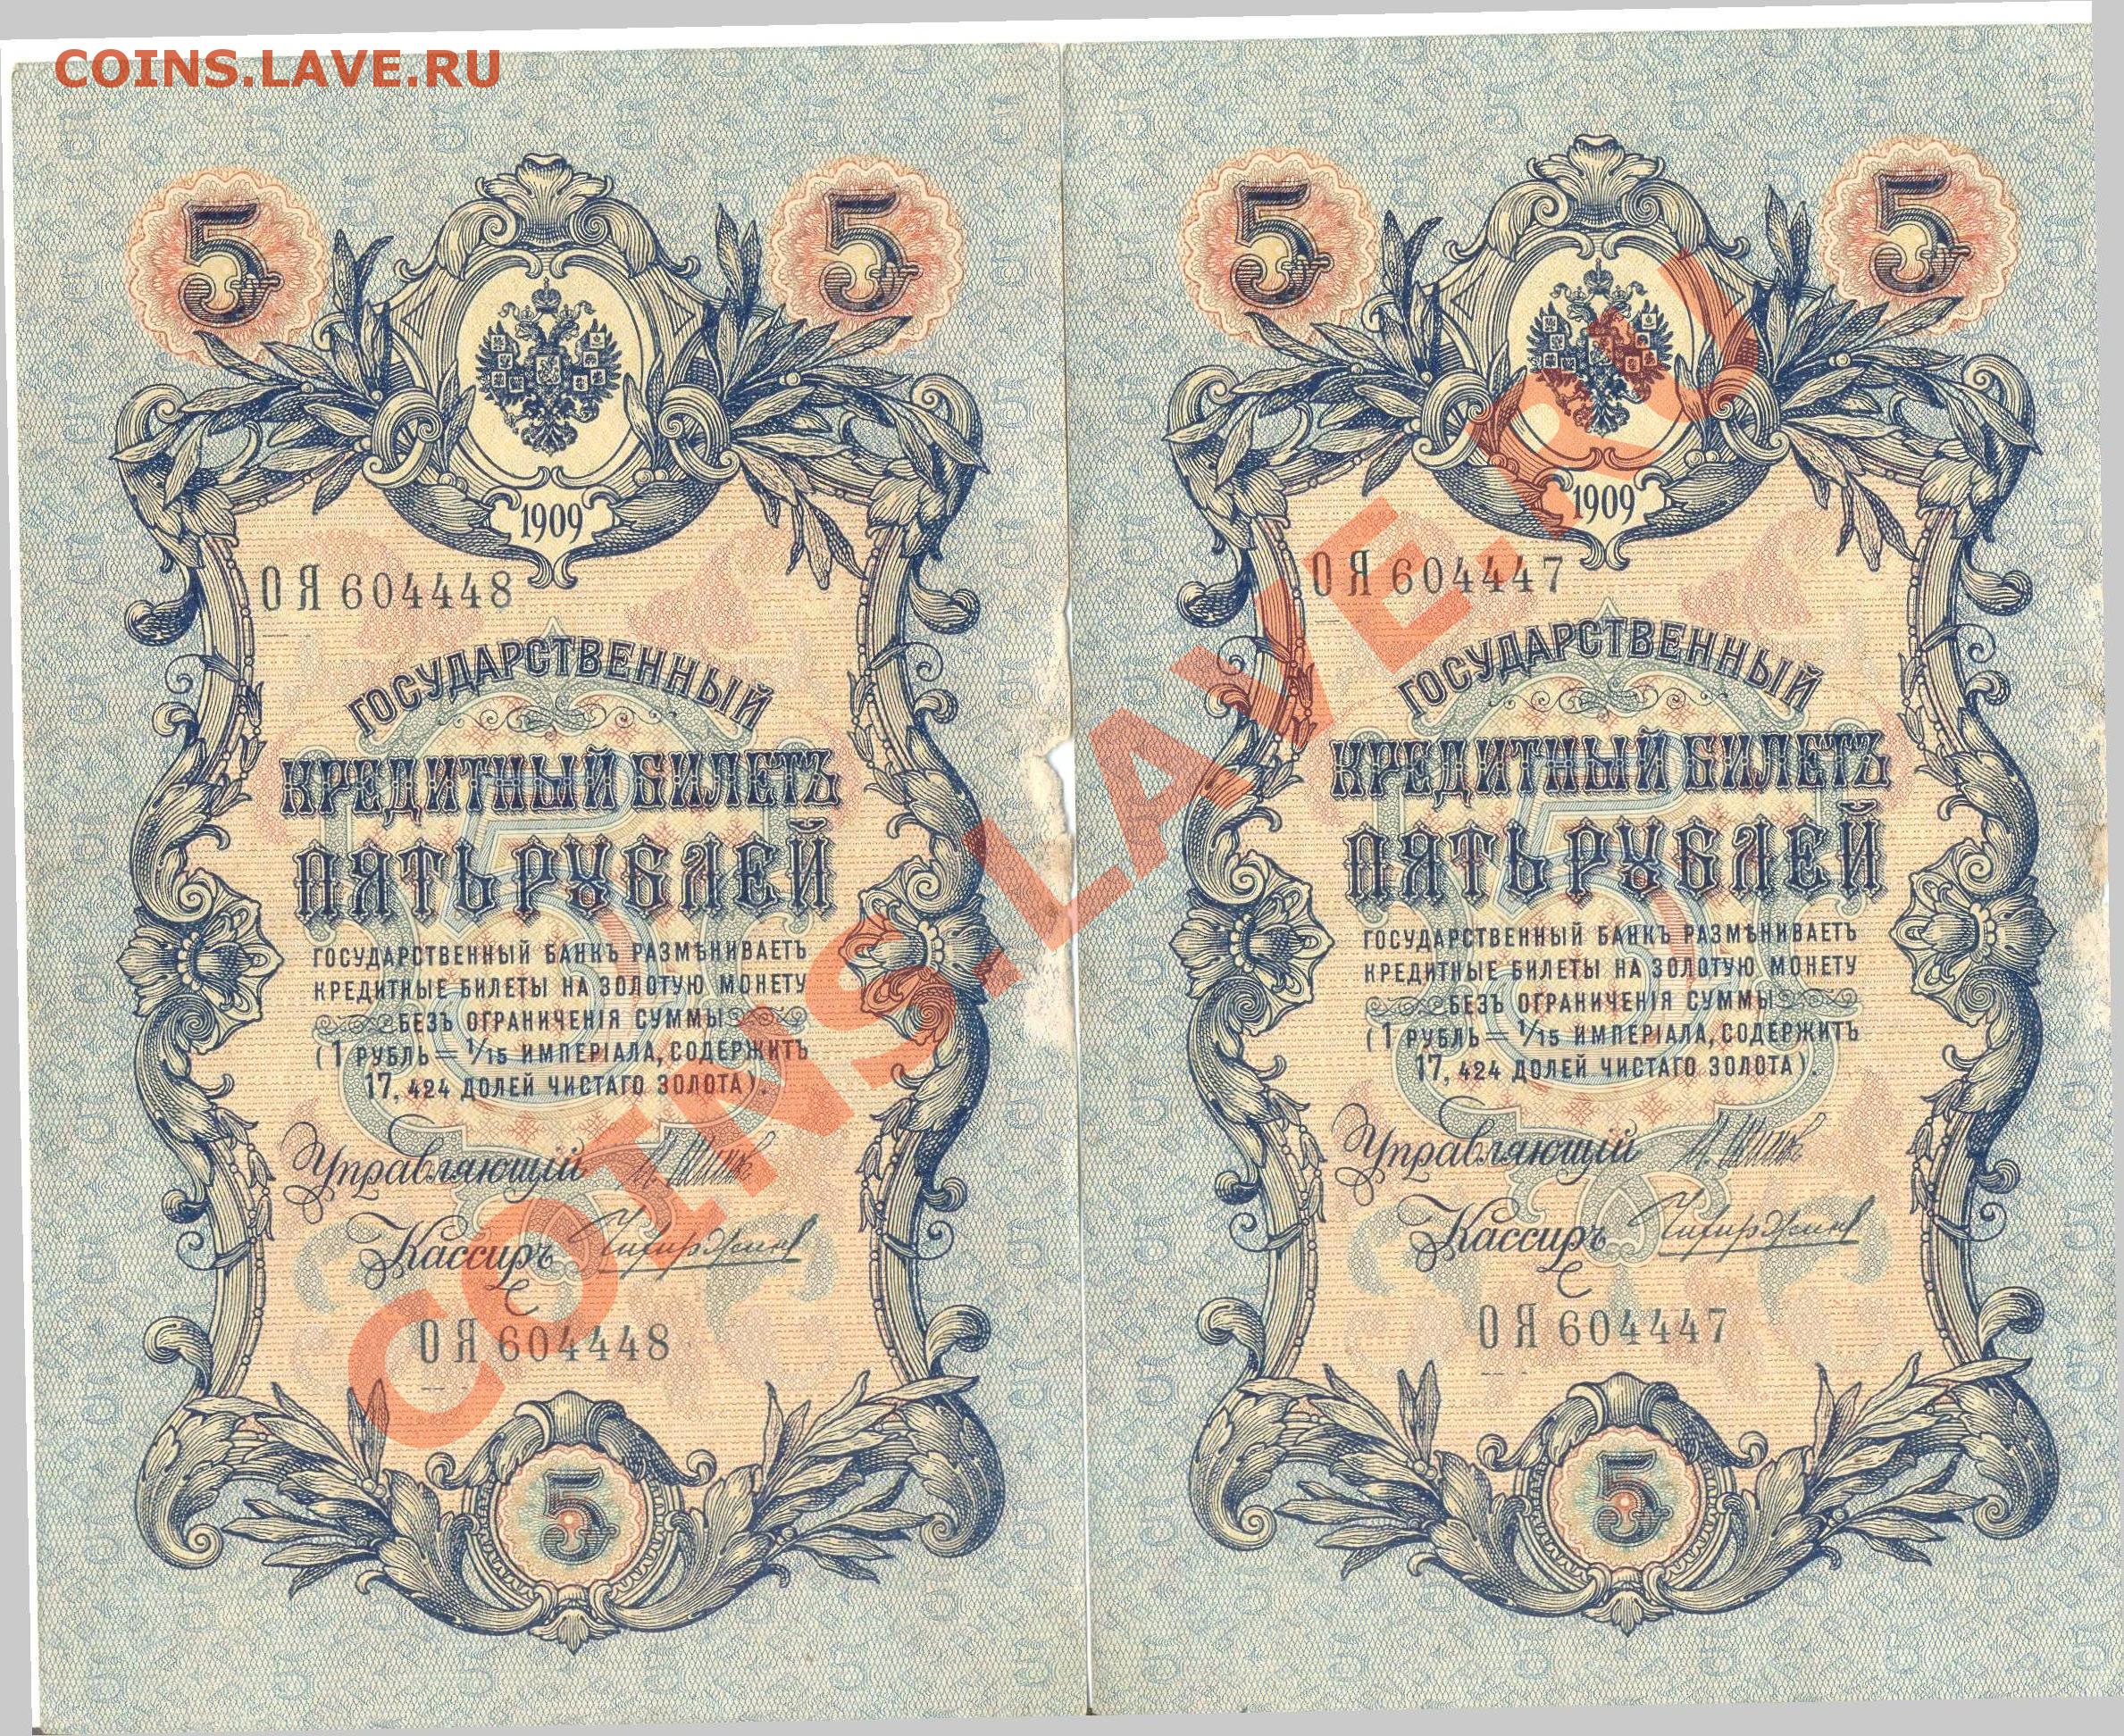 COINS.LAVE.RU
5 5
1909
ОЯ 604448
ГОСУДАРСТВЕННЫЙ
КРЕДИТНЫЙ БИЛЕТЪ
ПЯТЬ РУБЛЕЙ
ГОСУДАРСТВЕННЫЙ БАНКЪ РАЗМѢНИВАЕТЪ
КРЕДИТНЫЕ БИЛЕТЫ НА ЗОЛОТУЮ МОНЕТУ
БЕЗЪ ОГРАНИЧЕНІЯ СУММЫ
(1 РУБЛЬ = 1/15 ИМПЕРІАЛА, СОДЕРЖИТЪ
17,424 ДОЛЕЙ ЧИСТАГО ЗОЛОТА).
Управляющій
Кассиръ
ОЯ 604448
5
5 5
1909
ОЯ 604447
ГОСУДАРСТВЕННЫЙ
КРЕДИТНЫЙ БИЛЕТЪ
ПЯТЬ РУБЛЕЙ
ГОСУДАРСТВЕННЫЙ БАНКЪ РАЗМѢНИВАЕТЪ
КРЕДИТНЫЕ БИЛЕТЫ НА ЗОЛОТУЮ МОНЕТУ
БЕЗЪ ОГРАНИЧЕНІЯ СУММЫ
(1 РУБЛЬ = 1/15 ИМПЕРІАЛА, СОДЕРЖИТЪ
17,424 ДОЛЕЙ ЧИСТАГО ЗОЛОТА).
Управляющій
Кассиръ
ОЯ 604447
5
COINS.LAVE.RU